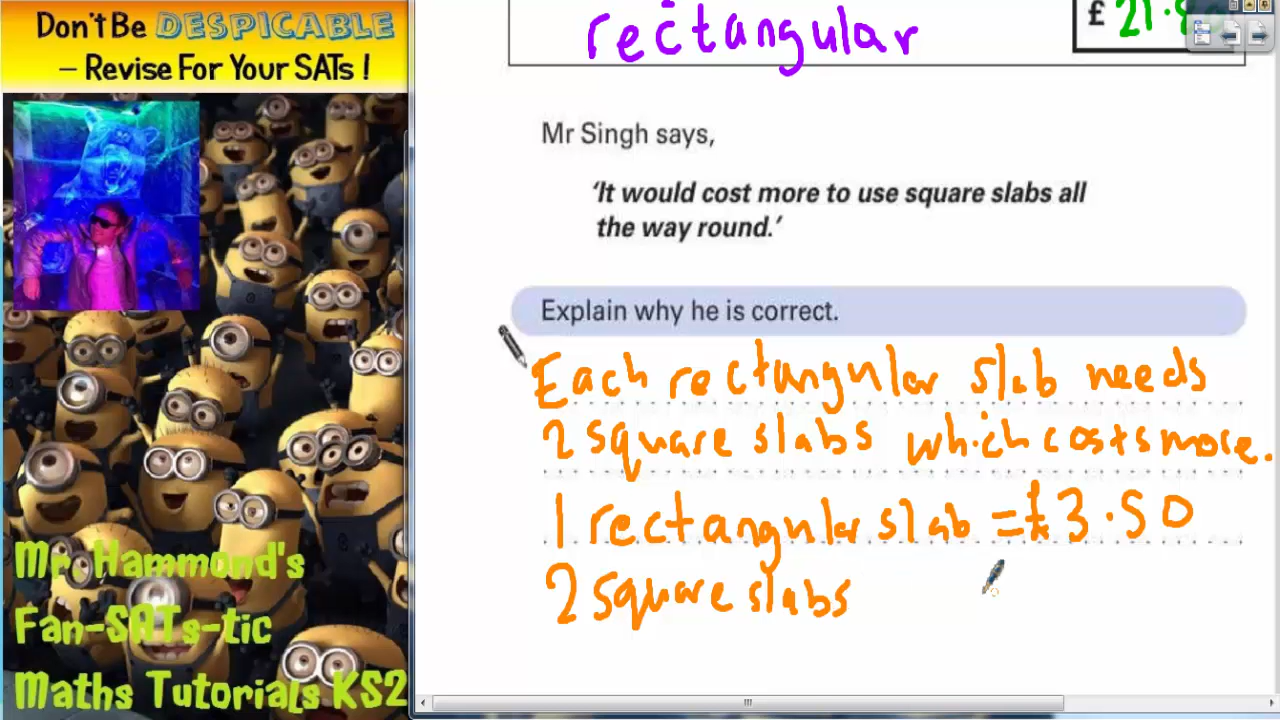 Don't Be DESPICABLE
– Revise For Your SATs !
Mr. Hammond's
Fan-SATs-tic
Maths Tutorials KS2
rectangular
£
Mr Singh says,
'It would cost more to use square slabs all
the way round.'
Explain why he is correct.
Each rectangular slab needs
2 square slabs which costs more.
1 rectangular slab = £3.50
2 square slabs